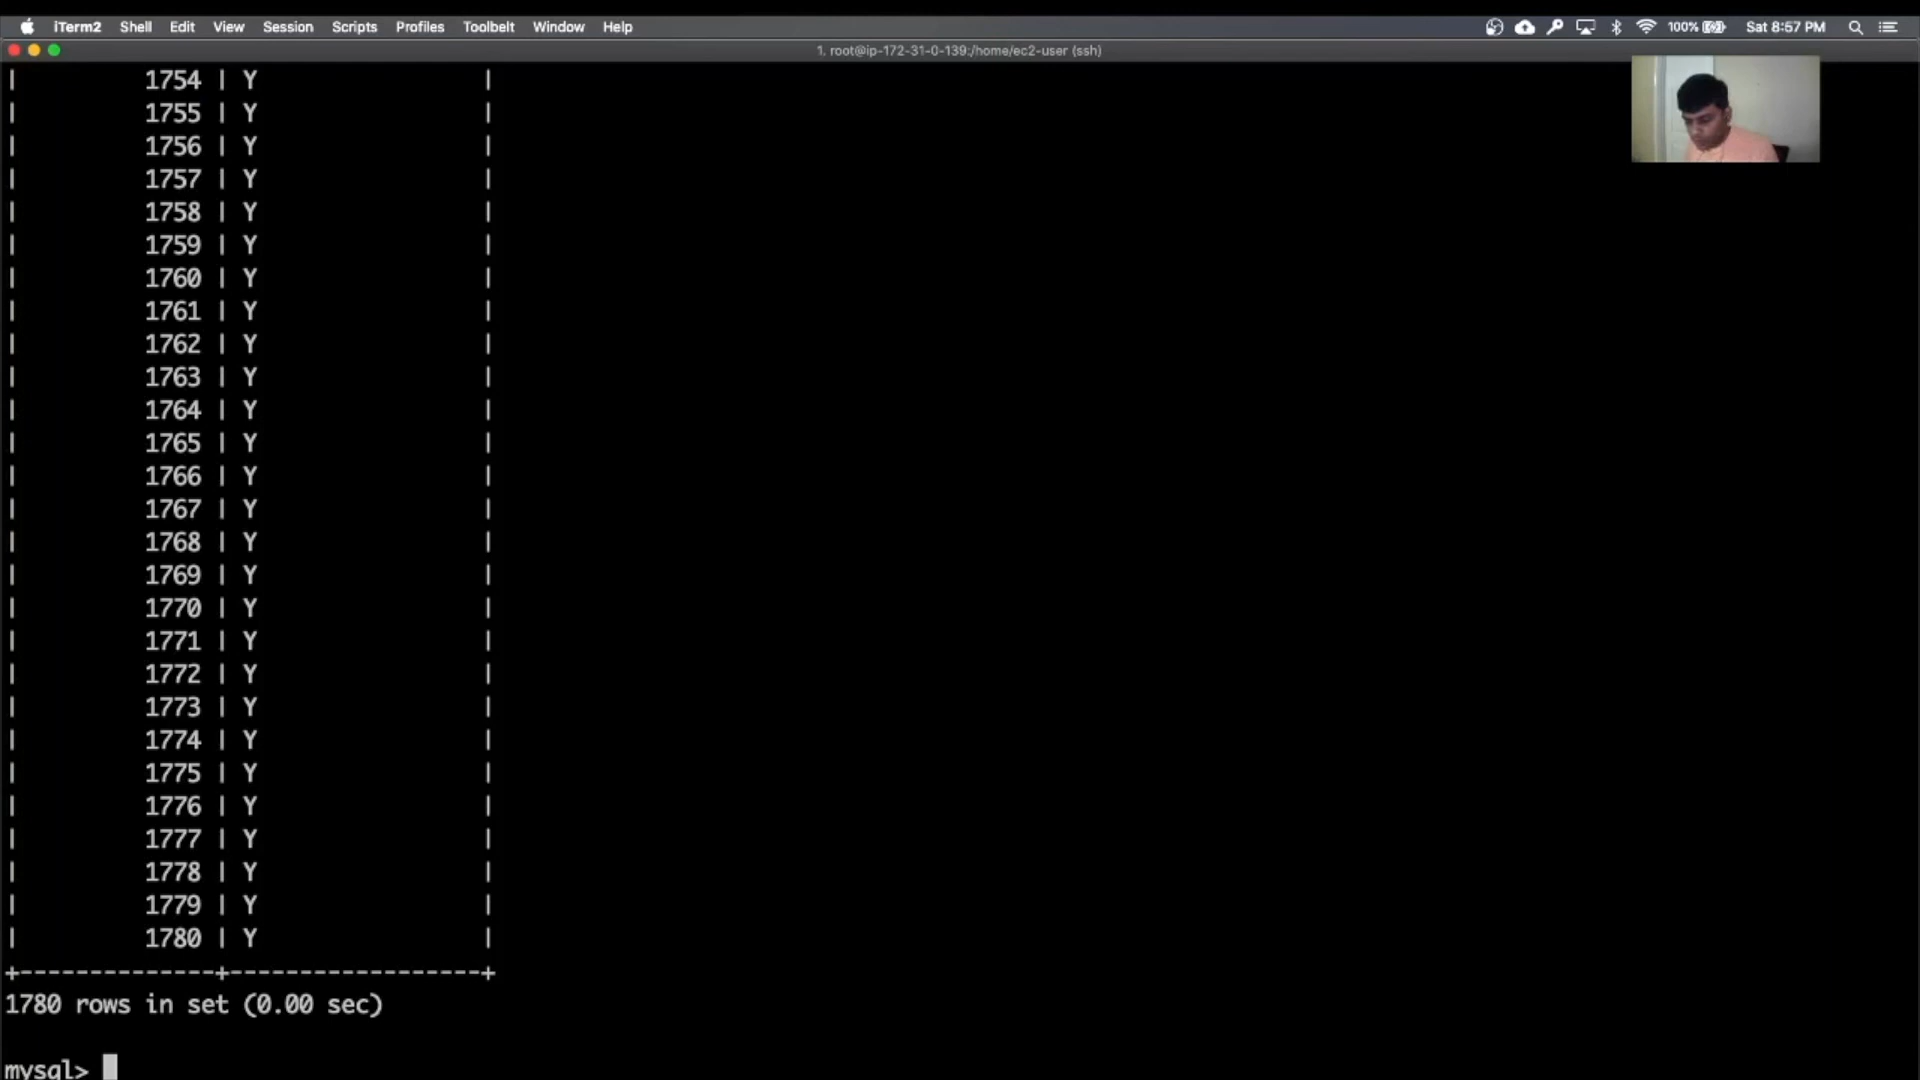 iTerm2 Shell Edit View Session Scripts Profiles Toolbelt Window Help 100% Sat 8:57 PM
1. root@ip-172-31-0-139:/home/ec2-user (ssh)
| 1754 | Y |
| 1755 | Y |
| 1756 | Y |
| 1757 | Y |
| 1758 | Y |
| 1759 | Y |
| 1760 | Y |
| 1761 | Y |
| 1762 | Y |
| 1763 | Y |
| 1764 | Y |
| 1765 | Y |
| 1766 | Y |
| 1767 | Y |
| 1768 | Y |
| 1769 | Y |
| 1770 | Y |
| 1771 | Y |
| 1772 | Y |
| 1773 | Y |
| 1774 | Y |
| 1775 | Y |
| 1776 | Y |
| 1777 | Y |
| 1778 | Y |
| 1779 | Y |
| 1780 | Y |
+--------------+------------------+
1780 rows in set (0.00 sec)
mysql>